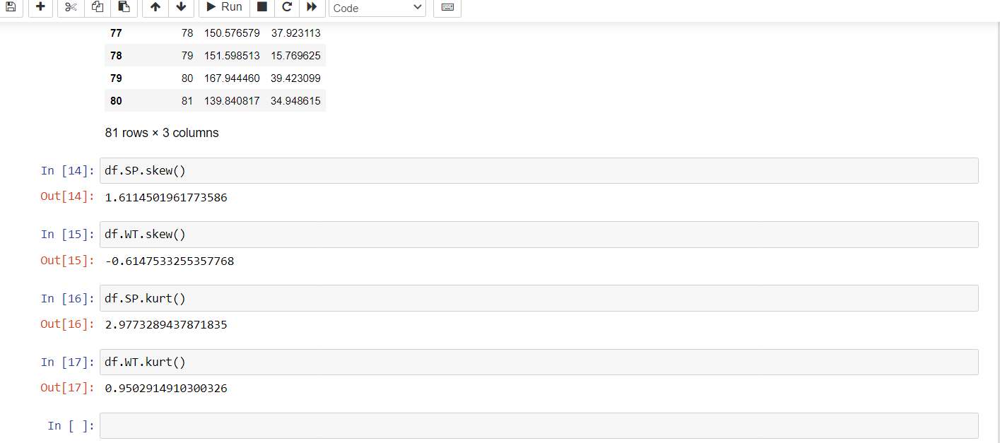 Run Code
77 78 150.576579 37.923113
78 79 151.598513 15.769625
79 80 167.944460 39.423099
80 81 139.840817 34.948615
81 rows × 3 columns
In [14]: df.SP.skew()
Out[14]: 1.6114501961773586
In [15]: df.WT.skew()
Out[15]: -0.6147533255357768
In [16]: df.SP.kurt()
Out[16]: 2.9773289437871835
In [17]: df.WT.kurt()
Out[17]: 0.9502914910300326
In [ ]: